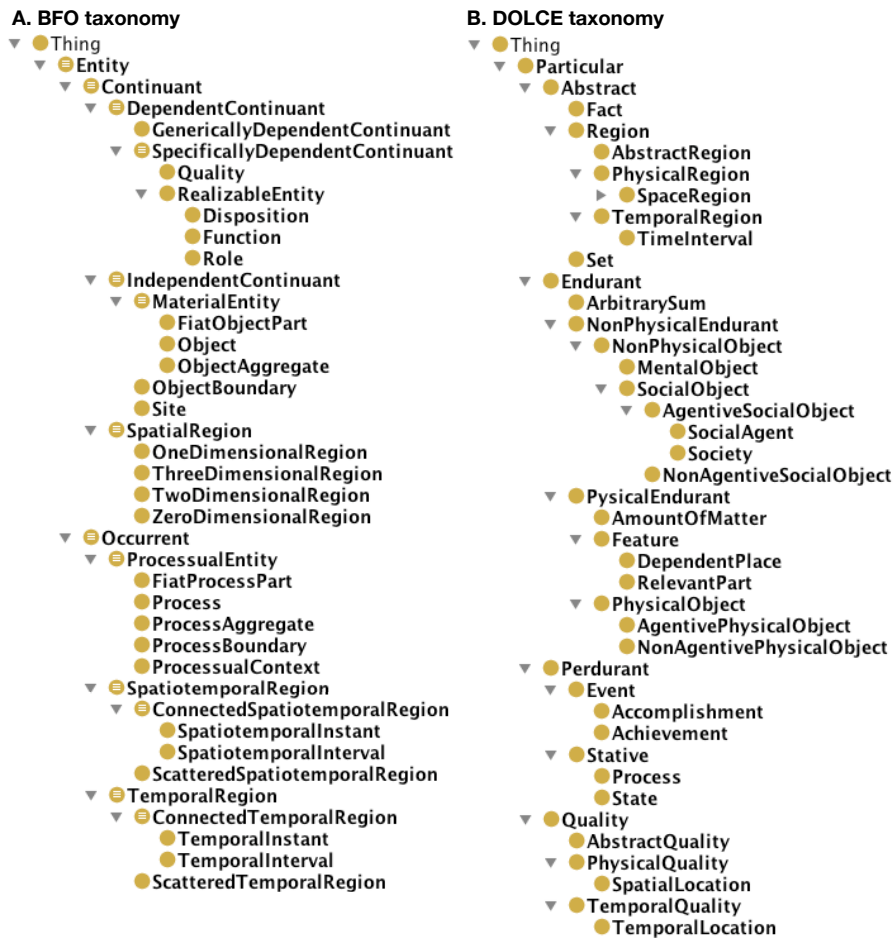 A. BFO taxonomy
Thing
Entity
Continuant
DependentContinuant
GenericallyDependentContinuant
SpecificallyDependentContinuant
Quality
RealizableEntity
Disposition
Function
Role
IndependentContinuant
MaterialEntity
FiatObjectPart
Object
ObjectAggregate
ObjectBoundary
Site
SpatialRegion
OneDimensionalRegion
ThreeDimensionalRegion
TwoDimensionalRegion
ZeroDimensionalRegion
Occurrent
ProcessualEntity
FiatProcessPart
Process
ProcessAggregate
ProcessBoundary
ProcessualContext
SpatiotemporalRegion
ConnectedSpatiotemporalRegion
SpatiotemporalInstant
SpatiotemporalInterval
ScatteredSpatiotemporalRegion
TemporalRegion
ConnectedTemporalRegion
TemporalInstant
TemporalInterval
ScatteredTemporalRegion
B. DOLCE taxonomy
Thing
Particular
Abstract
Fact
Region
AbstractRegion
PhysicalRegion
SpaceRegion
TemporalRegion
TimeInterval
Set
Endurant
ArbitrarySum
NonPhysicalEndurant
NonPhysicalObject
MentalObject
SocialObject
AgentiveSocialObject
SocialAgent
Society
NonAgentiveSocialObject
PysicalEndurant
AmountOfMatter
Feature
DependentPlace
RelevantPart
PhysicalObject
AgentivePhysicalObject
NonAgentivePhysicalObject
Perdurant
Event
Accomplishment
Achievement
Stative
Process
State
Quality
AbstractQuality
PhysicalQuality
SpatialLocation
TemporalQuality
TemporalLocation